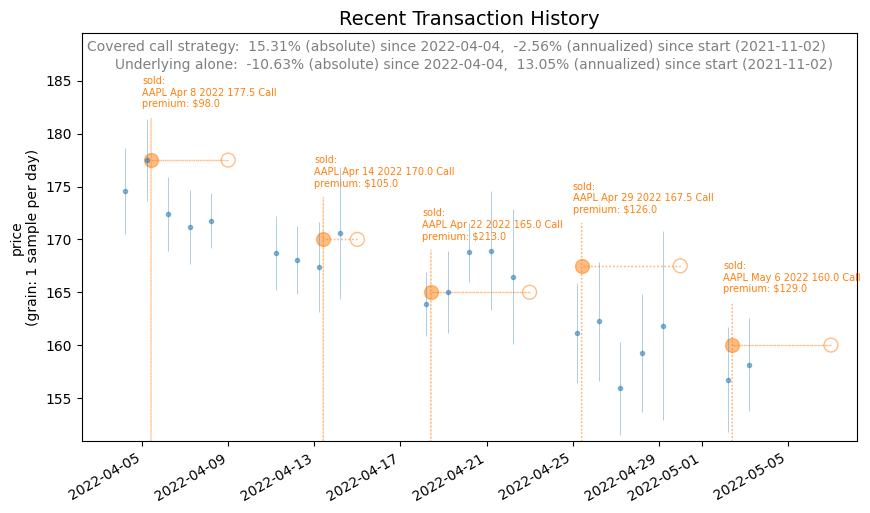 Recent Transaction History
Covered call strategy:  15.31% (absolute) since 2022-04-04,  -2.56% (annualized) since start (2021-11-02)
Underlying alone:  -10.63% (absolute) since 2022-04-04,  13.05% (annualized) since start (2021-11-02)
price
(grain: 1 sample per day)
185
180
175
170
165
160
155
sold:
AAPL Apr 8 2022 177.5 Call
premium: $98.0
sold:
AAPL Apr 14 2022 170.0 Call
premium: $105.0
sold:
AAPL Apr 22 2022 165.0 Call
premium: $213.0
sold:
AAPL Apr 29 2022 167.5 Call
premium: $126.0
sold:
AAPL May 6 2022 160.0 Call
premium: $129.0
2022-04-05
2022-04-09
2022-04-13
2022-04-17
2022-04-21
2022-04-25
2022-04-29
2022-05-01
2022-05-05